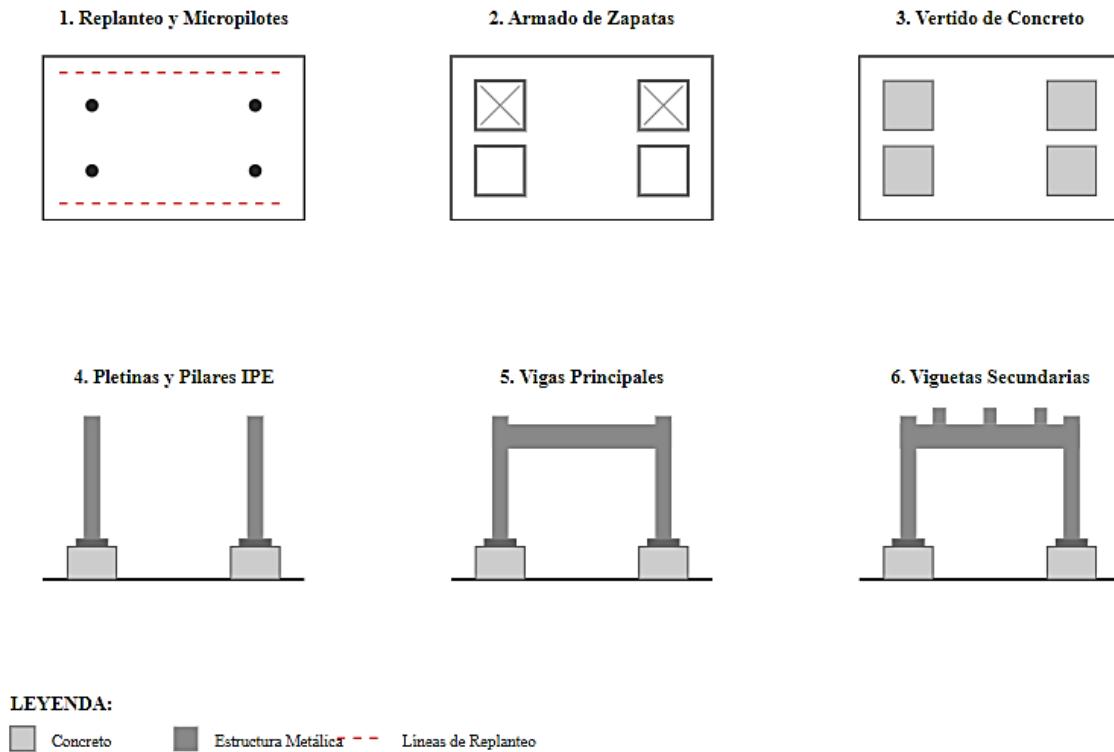 1. Replanteo y Micropilotes
2. Armado de Zapatas
3. Vertido de Concreto
4. Pletinas y Pilares IPE
5. Vigas Principales
6. Viguetas Secundarias
LEYENDA:
Concreto
Estructura Metálica
Lineas de Replanteo